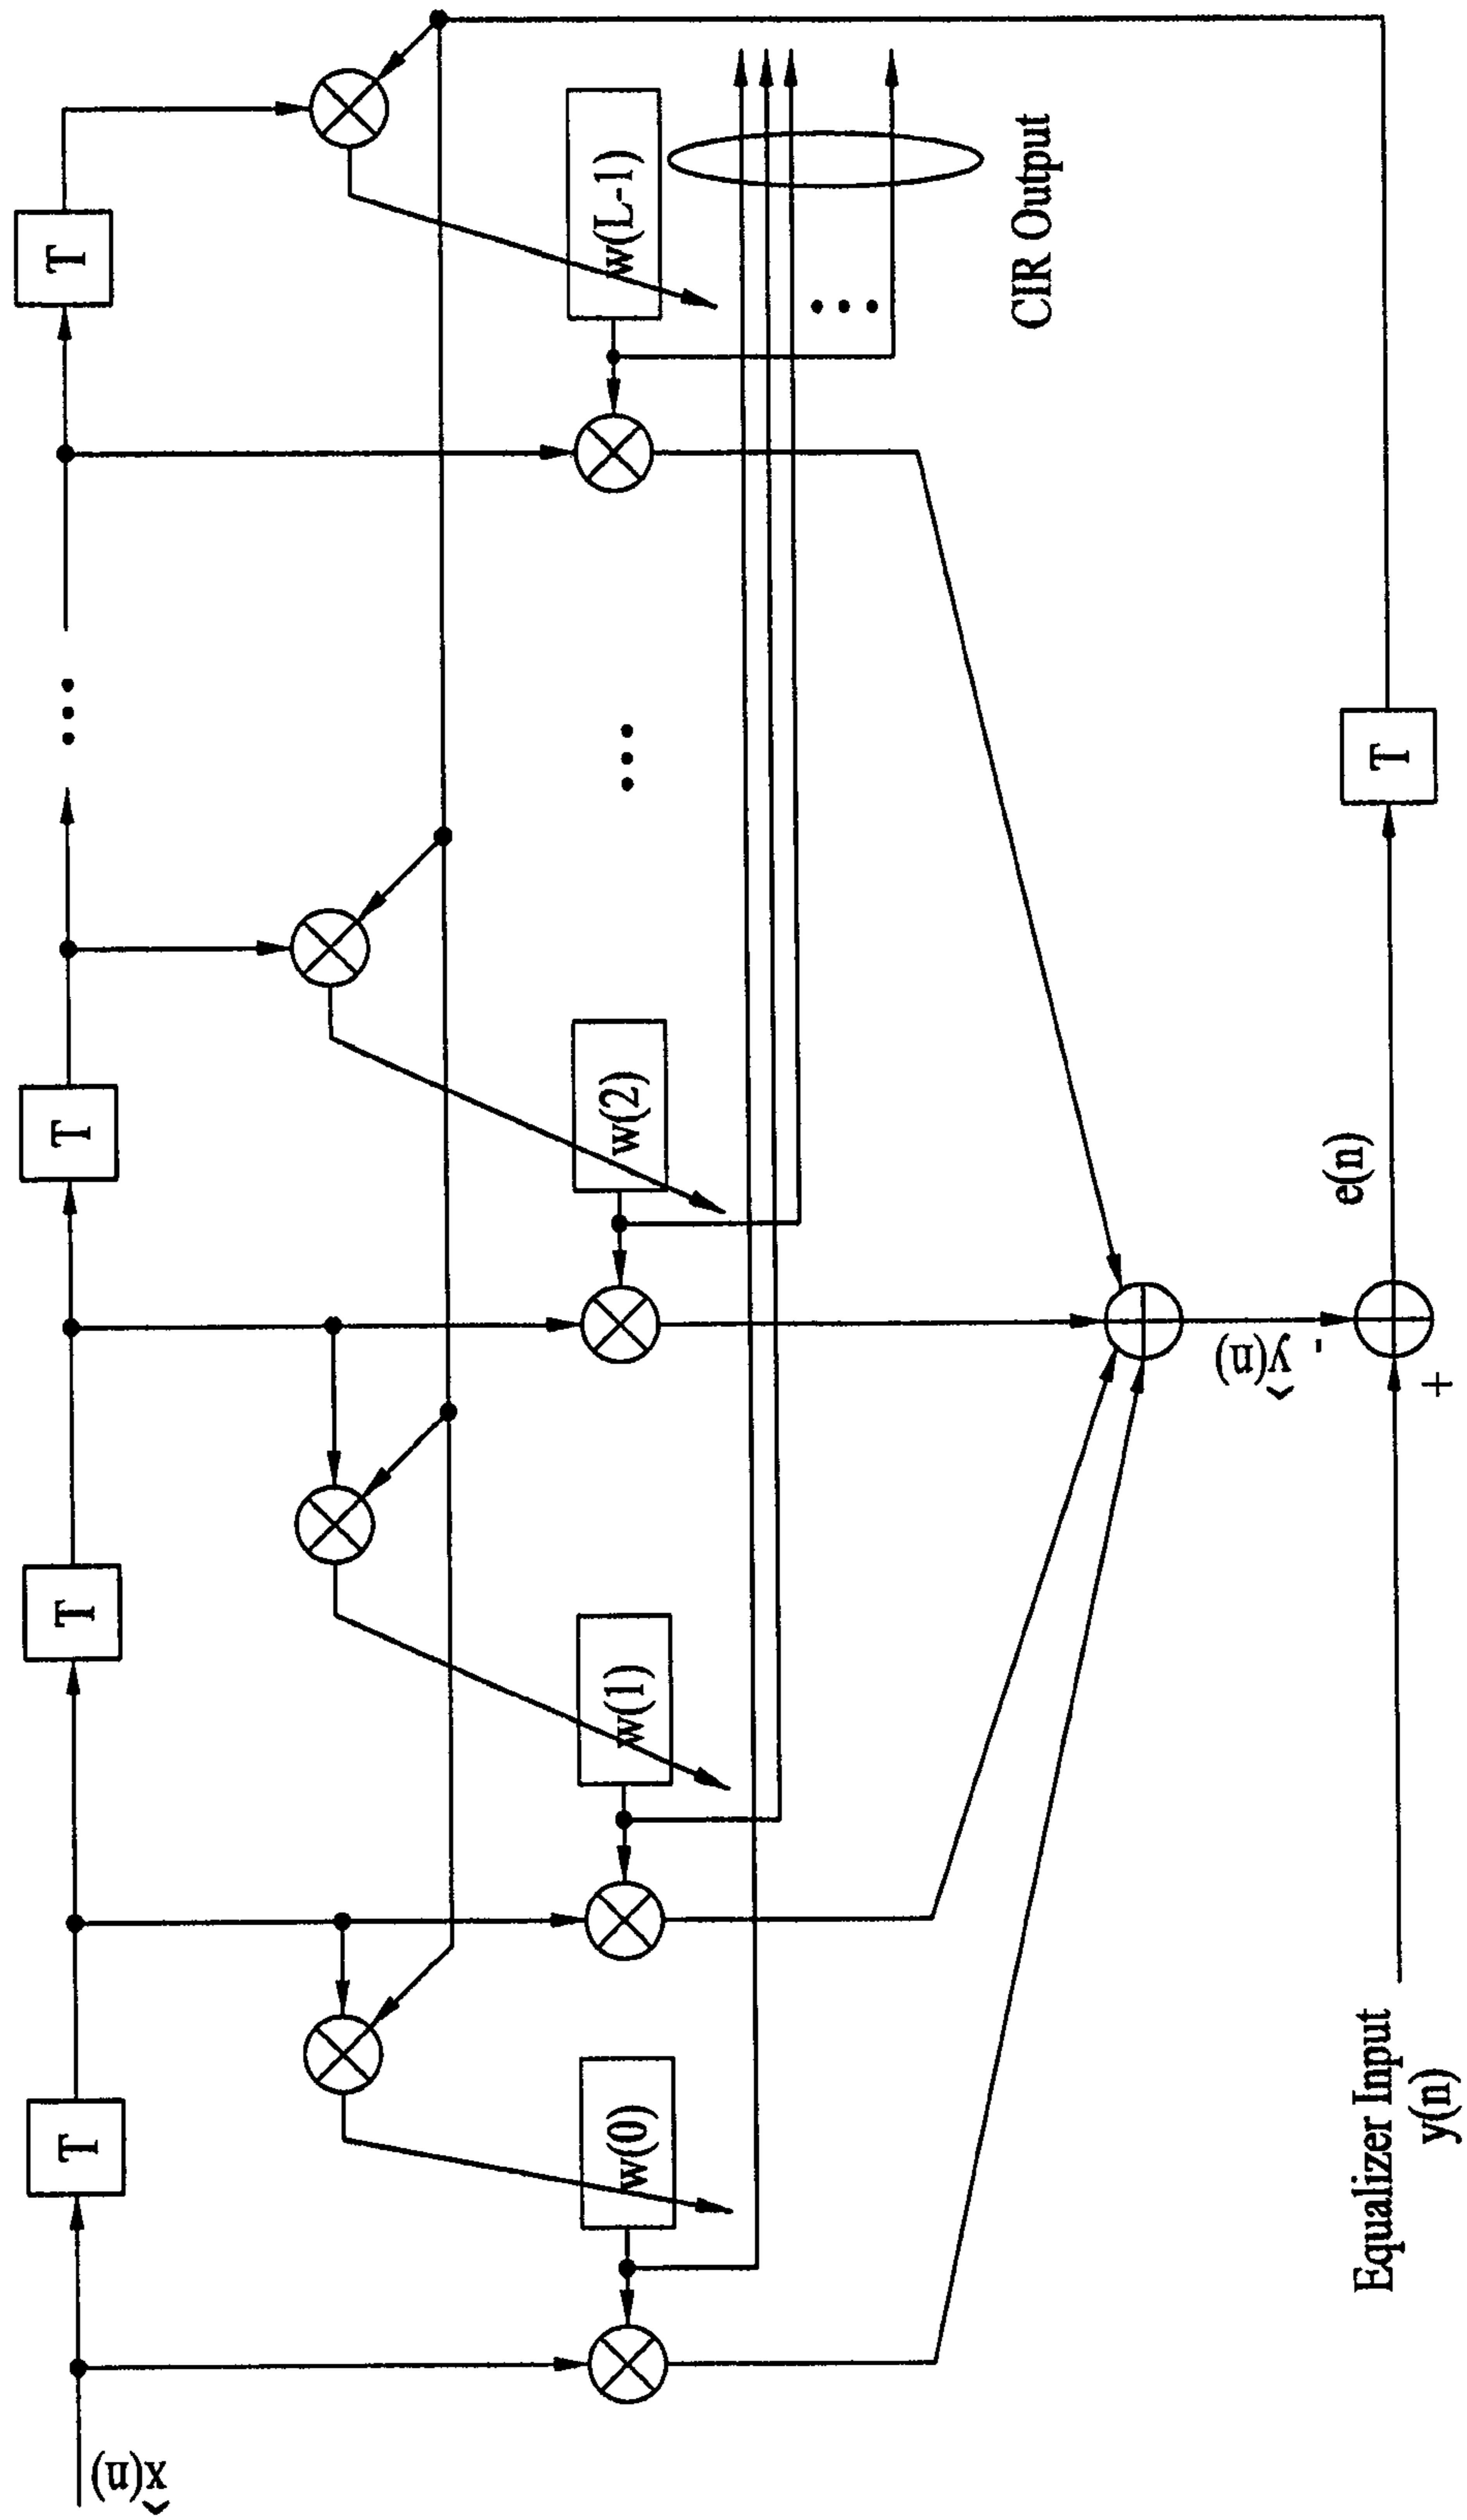 x̂(n)
T
T
T
T
w(0)
w(1)
w(2)
w(L-1)
CIR Output
ŷ(n)
-
+
e(n)
T
Equalizer Input
y(n)